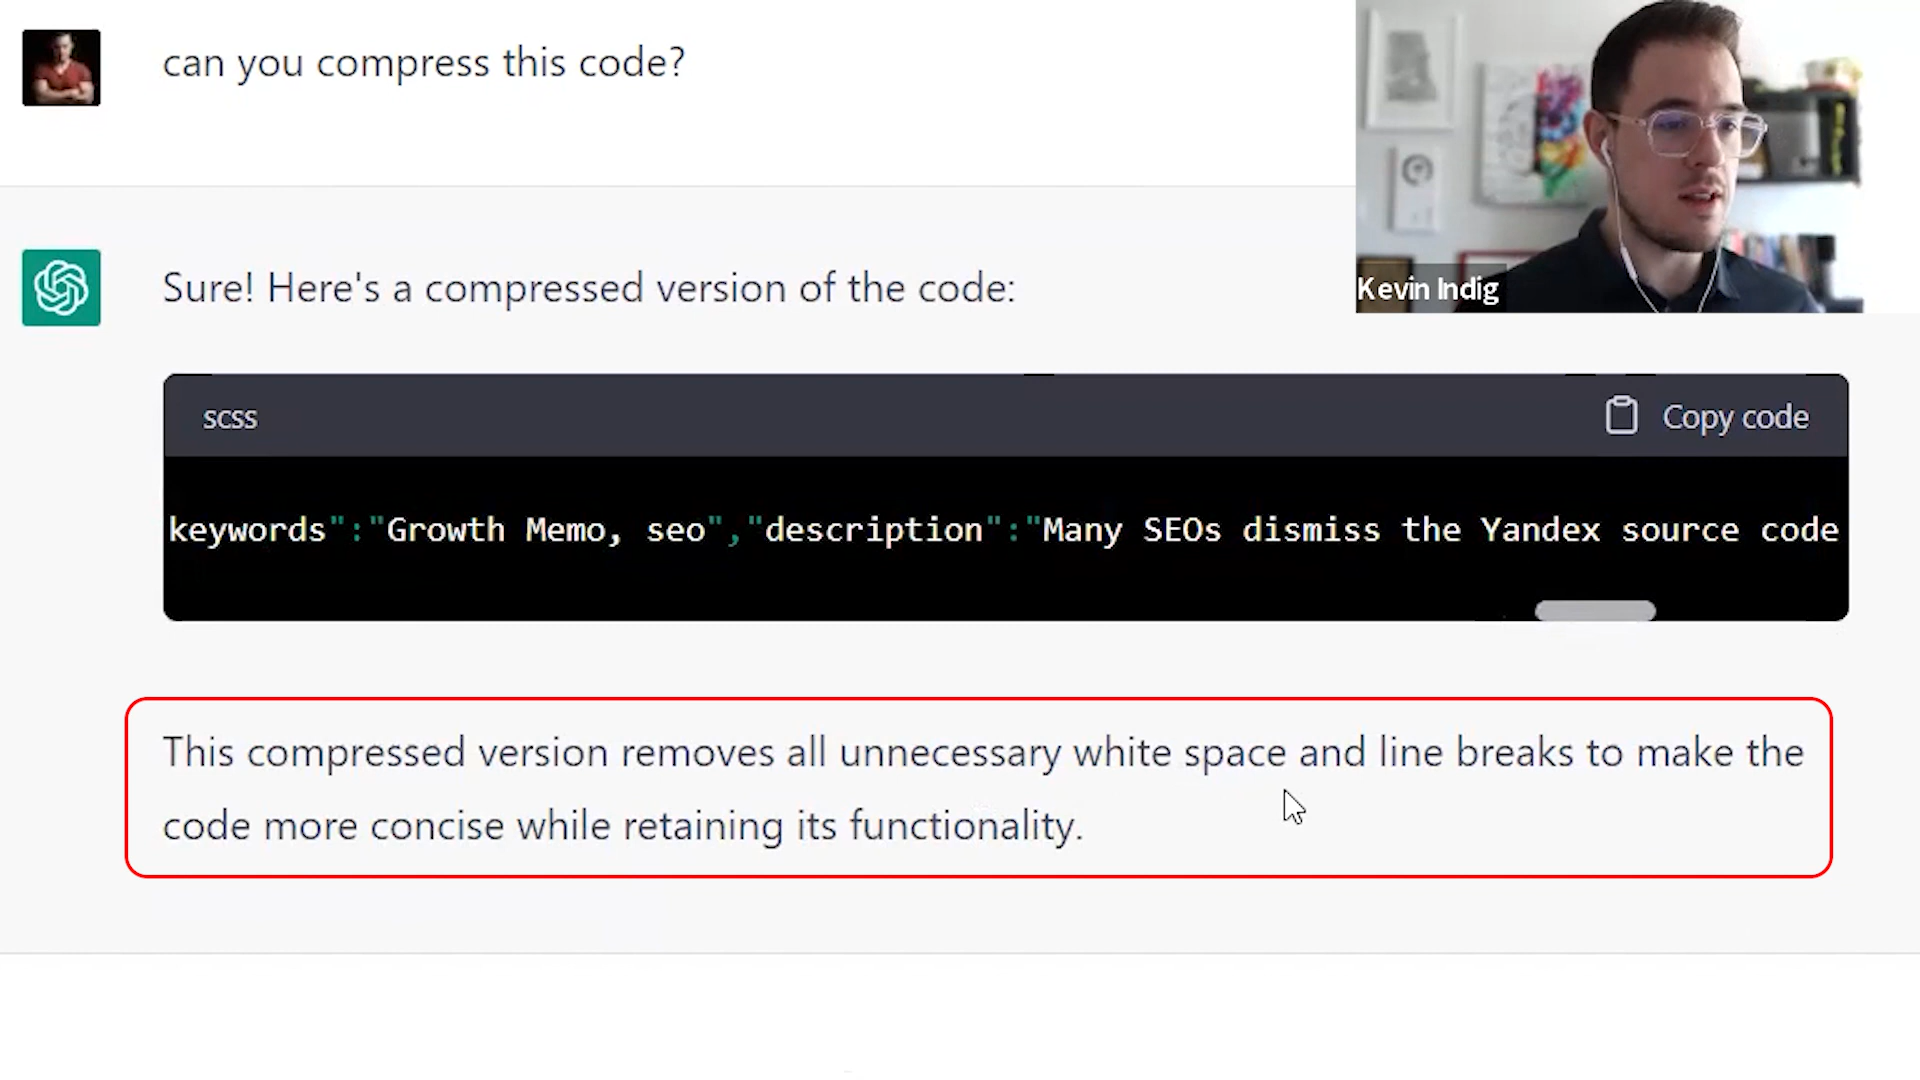 can you compress this code?
Kevin Indig
Sure! Here's a compressed version of the code:
scss
Copy code
keywords":"Growth Memo, seo","description":"Many SEOs dismiss the Yandex source code
This compressed version removes all unnecessary white space and line breaks to make the
code more concise while retaining its functionality.